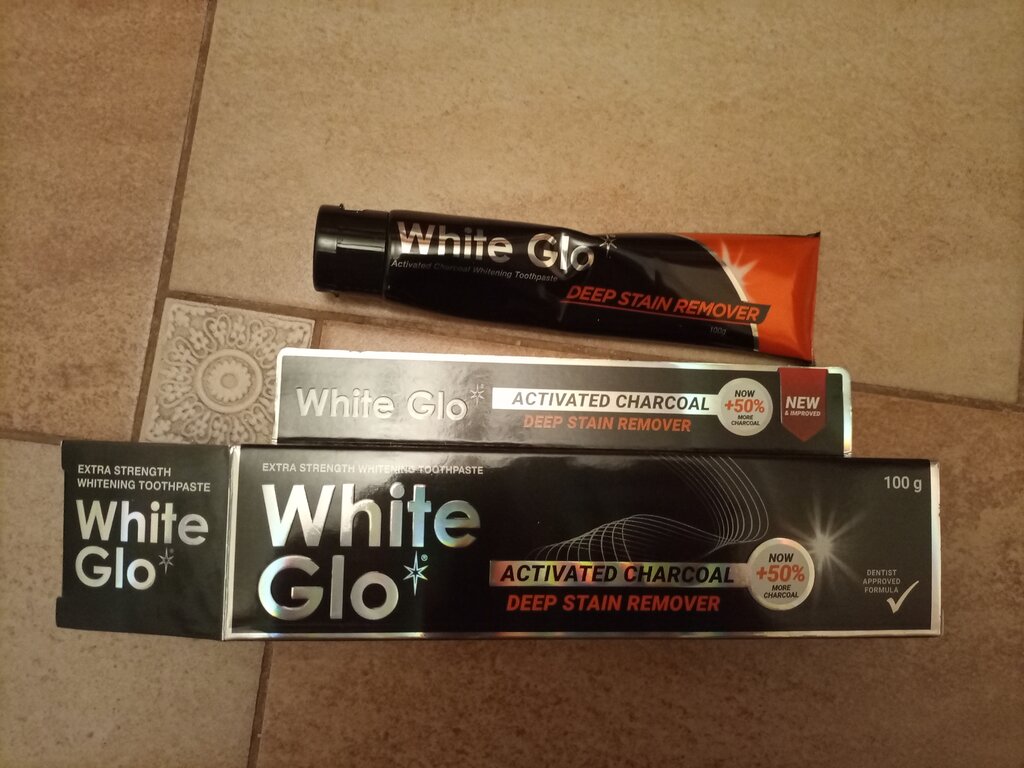 White Glo
Activated Charcoal Whitening Toothpaste
DEEP STAIN REMOVER
100g
White Glo
ACTIVATED CHARCOAL
DEEP STAIN REMOVER
NOW
+50%
MORE
CHARCOAL
NEW
& IMPROVED
EXTRA STRENGTH
WHITENING TOOTHPASTE
White
Glo
EXTRA STRENGTH WHITENING TOOTHPASTE
White
Glo®
ACTIVATED CHARCOAL
DEEP STAIN REMOVER
NOW
+50%
MORE
CHARCOAL
100 g
DENTIST
APPROVED
FORMULA